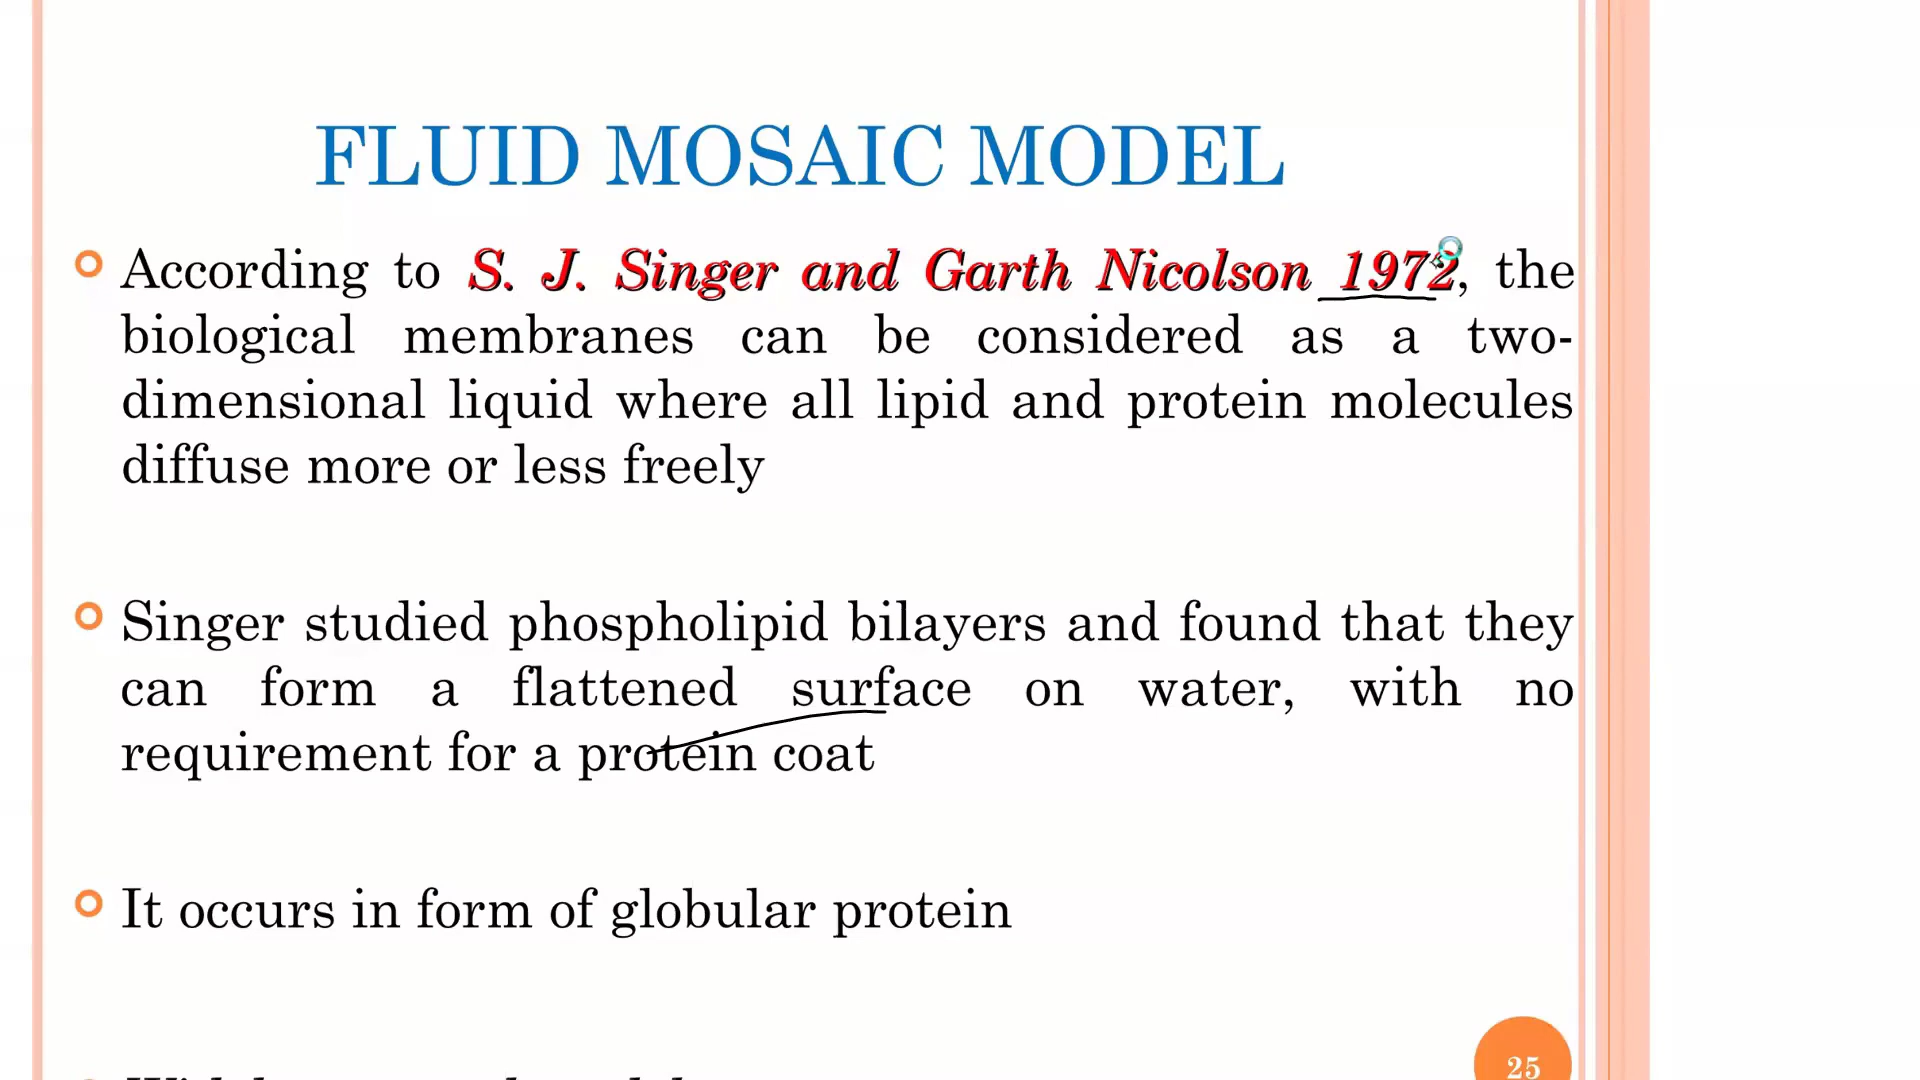 FLUID MOSAIC MODEL
According to S. J. Singer and Garth Nicolson 1972, the
biological membranes can be considered as a two-
dimensional liquid where all lipid and protein molecules
diffuse more or less freely
Singer studied phospholipid bilayers and found that they
can form a flattened surface on water, with no
requirement for a protein coat
It occurs in form of globular protein
25